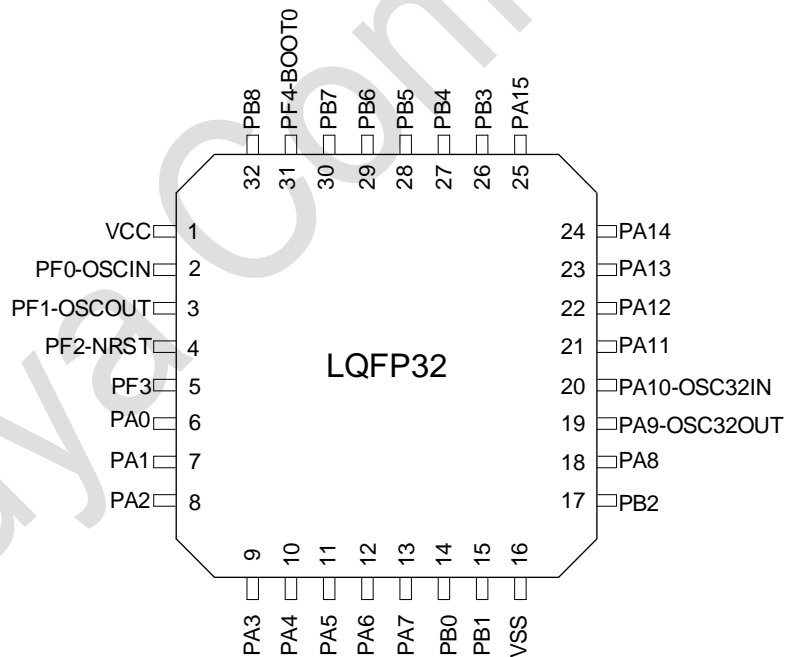 PB8
PF4-BOOT0
PB7
PB6
PB5
PB4
PB3
PA15
32
31
30
29
28
27
26
25
VCC 1
PF0-OSCIN 2
PF1-OSCOUT 3
PF2-NRST 4
PF3 5
PA0 6
PA1 7
PA2 8
LQFP32
24 PA14
23 PA13
22 PA12
21 PA11
20 PA10-OSC32IN
19 PA9-OSC32OUT
18 PA8
17 PB2
9
10
11
12
13
14
15
16
PA3
PA4
PA5
PA6
PA7
PB0
PB1
VSS